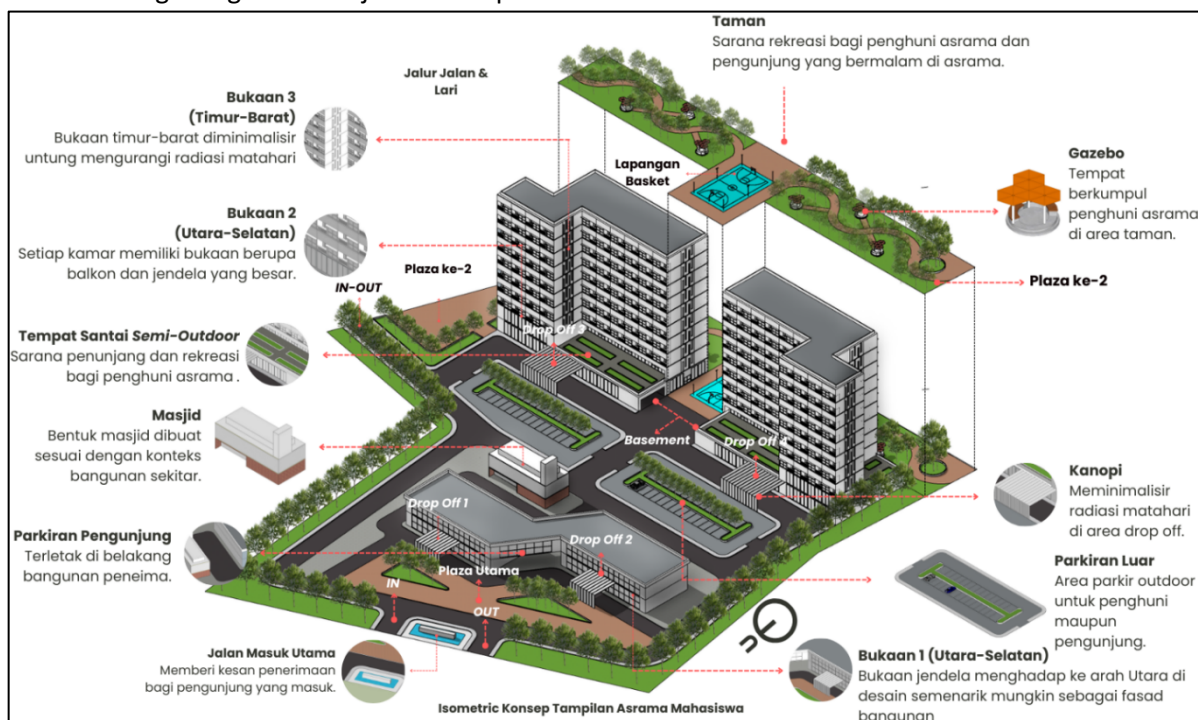 Taman
Sarana rekreasi bagi penghuni asrama dan
pengunjung yang bermalam di asrama.
Jalur Jalan &
Lari
Bukaan 3
(Timur-Barat)
Bukaan timur-barat diminimalisir
untung mengurangi radiasi matahari
Lapangan
Basket
Gazebo
Tempat
berkumpul
penghuni asrama
di area taman.
Bukaan 2
(Utara-Selatan)
Setiap kamar memiliki bukaan berupa
balkon dan jendela yang besar.
Plaza ke-2
Plaza ke-2
IN-OUT
Drop Off 3
Tempat Santai Semi-Outdoor
Sarana penunjang dan rekreasi
bagi penghuni asrama .
Masjid
Bentuk masjid dibuat
sesuai dengan konteks
bangunan sekitar.
Basement
Drop Off 4
Kanopi
Meminimalisir
radiasi matahari
di area drop off.
Drop Off 1
Drop Off 2
Parkiran Pengunjung
Terletak di belakang
bangunan peneima.
Plaza Utama
IN
OUT
Parkiran Luar
Area parkir outdoor
untuk penghuni
maupun
pengunjung.
Jalan Masuk Utama
Memberi kesan penerimaan
bagi pengunjung yang masuk.
U
Bukaan 1 (Utara-Selatan)
Bukaan jendela menghadap ke arah Utara di
desain semenarik mungkin sebagai fasad
bangunan
Isometric Konsep Tampilan Asrama Mahasiswa